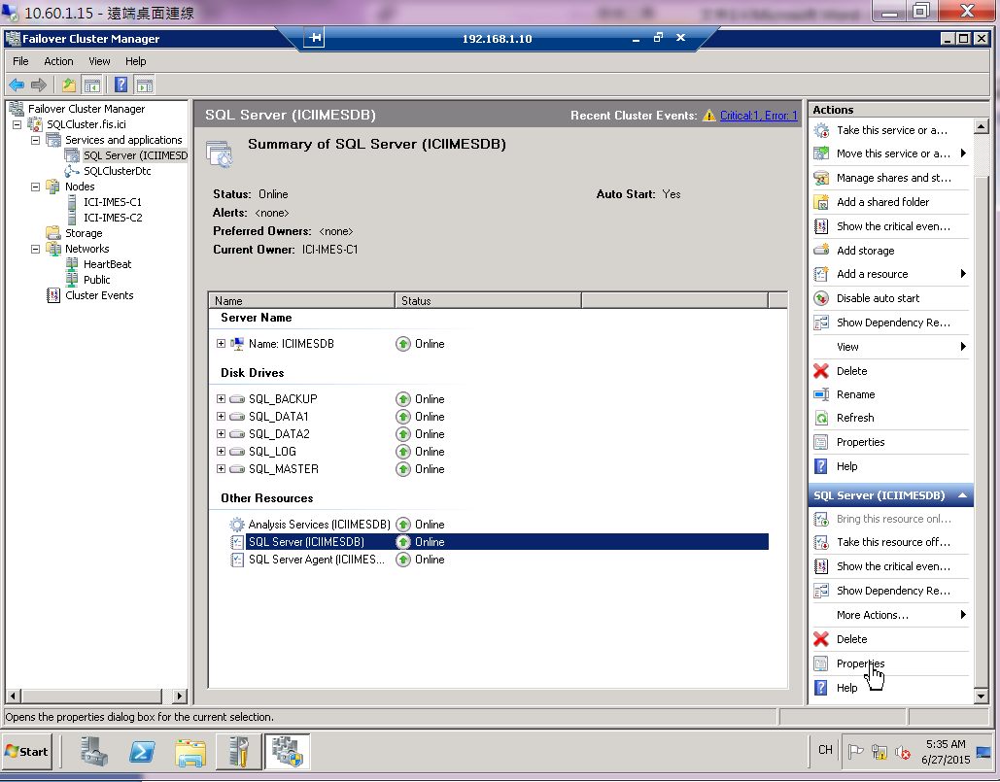 10.60.1.15 - 遠端桌面連線
Failover Cluster Manager
192.168.1.10
File Action View Help
Failover Cluster Manager
SQLCluster.fis.ici
Services and applications
SQL Server (ICIIMESD
SQLClusterDtc
Nodes
ICI-IMES-C1
ICI-IMES-C2
Storage
Networks
HeartBeat
Public
Cluster Events
SQL Server (ICIIMESDB)
Recent Cluster Events: Critical:1, Error: 1
Summary of SQL Server (ICIIMESDB)
Status: Online
Auto Start: Yes
Alerts: <none>
Preferred Owners: <none>
Current Owner: ICI-IMES-C1
Name Status
Server Name
Name: ICIIMESDB Online
Disk Drives
SQL_BACKUP Online
SQL_DATA1 Online
SQL_DATA2 Online
SQL_LOG Online
SQL_MASTER Online
Other Resources
Analysis Services (ICIIMESDB) Online
SQL Server (ICIIMESDB) Online
SQL Server Agent (ICIIMES... Online
Actions
Take this service or a...
Move this service or a...
Manage shares and st...
Add a shared folder
Show the critical even...
Add storage
Add a resource
Disable auto start
Show Dependency Re...
View
Delete
Rename
Refresh
Properties
Help
SQL Server (ICIIMESDB)
Bring this resource onl...
Take this resource off...
Show the critical even...
Show Dependency Re...
More Actions...
Delete
Properties
Help
Opens the properties dialog box for the current selection.
Start
CH
5:35 AM
6/27/2015